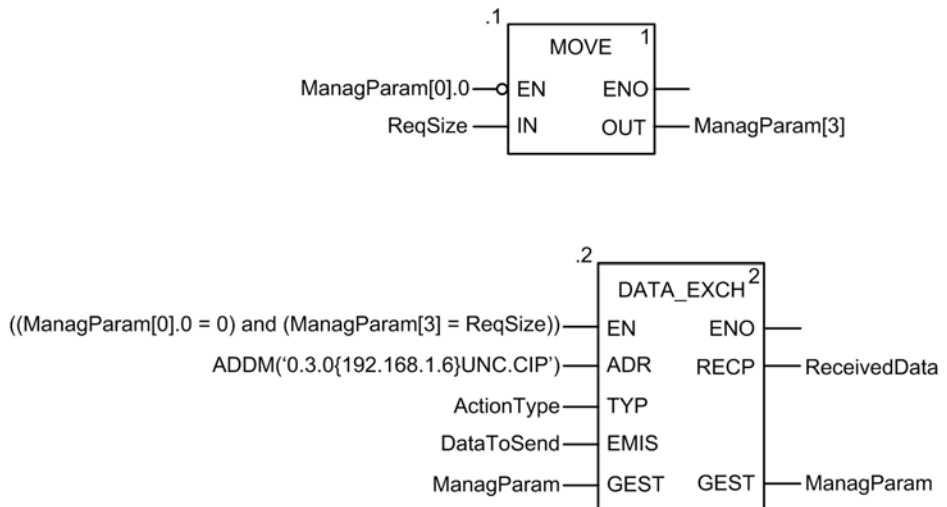 .1
MOVE 1
ManagParam[0].0 EN ENO
ReqSize IN OUT ManagParam[3]
.2
DATA_EXCH 2
((ManagParam[0].0 = 0) and (ManagParam[3] = ReqSize)) EN ENO
ADDM(‘0.3.0{192.168.1.6}UNC.CIP’) ADR RECP ReceivedData
ActionType TYP
DataToSend EMIS
ManagParam GEST GEST ManagParam